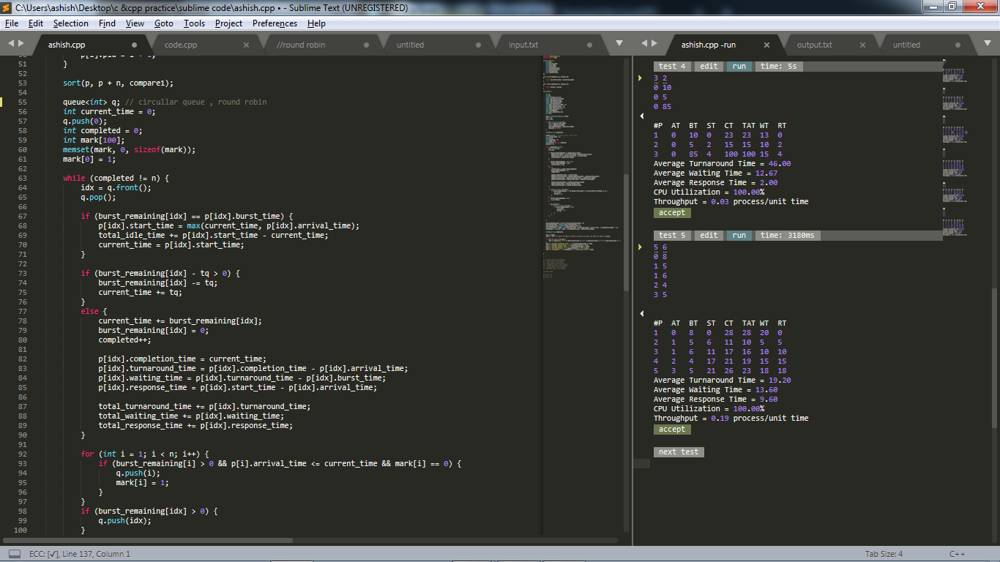 C:\Users\ashish\Desktop\c &cpp practice\sublime code\ashish.cpp • - Sublime Text (UNREGISTERED)
File Edit Selection Find View Goto Tools Project Preferences Help
ashish.cpp code.cpp //round robin untitled input.txt
51 }
52
53 sort(p, p + n, compare1);
54
55 queue<int> q; // circullar queue , round robin
56 int current_time = 0;
57 q.push(0);
58 int completed = 0;
59 int mark[100];
60 memset(mark, 0, sizeof(mark));
61 mark[0] = 1;
62
63 while (completed != n) {
64 idx = q.front();
65 q.pop();
66
67 if (burst_remaining[idx] == p[idx].burst_time) {
68 p[idx].start_time = max(current_time, p[idx].arrival_time);
69 total_idle_time += p[idx].start_time - current_time;
70 current_time = p[idx].start_time;
71 }
72
73 if (burst_remaining[idx] - tq > 0) {
74 burst_remaining[idx] -= tq;
75 current_time += tq;
76 }
77 else {
78 current_time += burst_remaining[idx];
79 burst_remaining[idx] = 0;
80 completed++;
81
82 p[idx].completion_time = current_time;
83 p[idx].turnaround_time = p[idx].completion_time - p[idx].arrival_time;
84 p[idx].waiting_time = p[idx].turnaround_time - p[idx].burst_time;
85 p[idx].response_time = p[idx].start_time - p[idx].arrival_time;
86
87 total_turnaround_time += p[idx].turnaround_time;
88 total_waiting_time += p[idx].waiting_time;
89 total_response_time += p[idx].response_time;
90 }
91
92 for (int i = 1; i < n; i++) {
93 if (burst_remaining[i] > 0 && p[i].arrival_time <= current_time && mark[i] == 0) {
94 q.push(i);
95 mark[i] = 1;
96 }
97 }
98 if (burst_remaining[idx] > 0) {
99 q.push(idx);
100 }
ashish.cpp -run output.txt untitled
test 4 edit run time: 5s
3 2
0 10
0 5
0 85
#P AT BT ST CT TAT WT RT
1 0 10 0 23 23 13 0
2 0 5 2 15 15 10 2
3 0 85 4 100 100 15 4
Average Turnaround Time = 46.00
Average Waiting Time = 12.67
Average Response Time = 2.00
CPU Utilization = 100.00%
Throughput = 0.03 process/unit time
accept
test 5 edit run time: 3180ms
5 6
0 8
1 5
1 6
2 4
3 5
#P AT BT ST CT TAT WT RT
1 0 8 0 28 28 20 0
2 1 5 6 11 10 5 5
3 1 6 11 17 16 10 10
4 2 4 17 21 19 15 15
5 3 5 21 26 23 18 18
Average Turnaround Time = 19.20
Average Waiting Time = 13.60
Average Response Time = 9.60
CPU Utilization = 100.00%
Throughput = 0.19 process/unit time
accept
next test
ECC: [✓], Line 137, Column 1 Tab Size: 4 C++